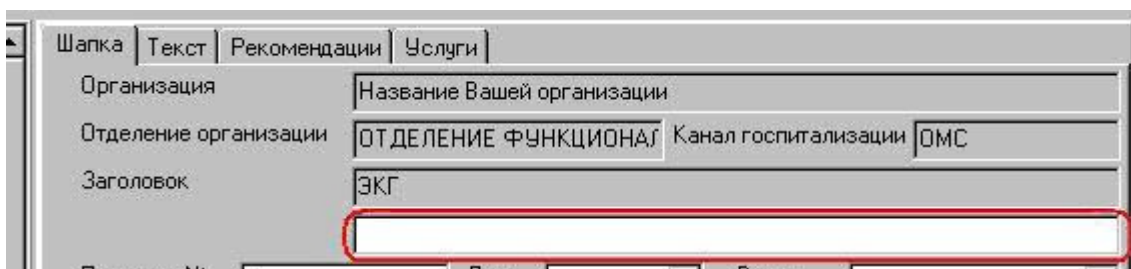 Шапка Текст Рекомендации Услуги
Организация Название Вашей организации
Отделение организации ОТДЕЛЕНИЕ ФУНКЦИОНАЛ Канал госпитализации ОМС
Заголовок ЭКГ